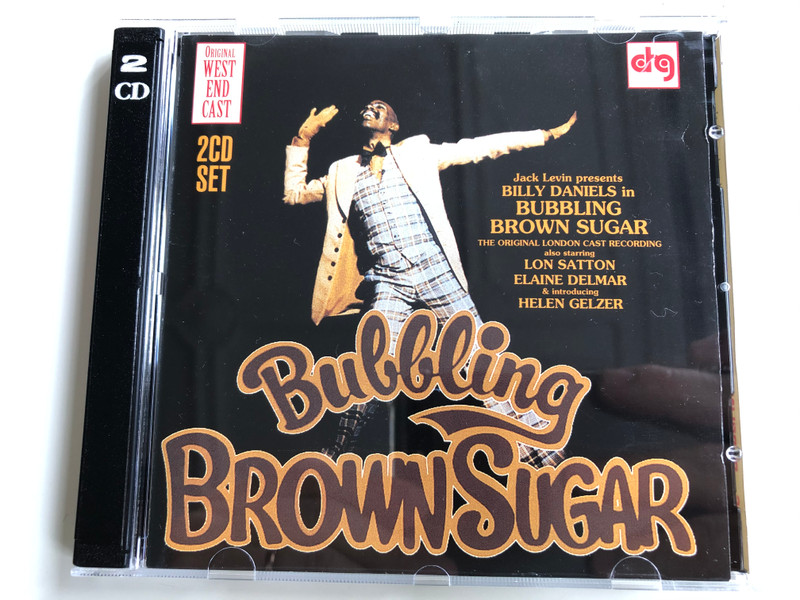 2
CD
ORIGINAL
WEST
END
CAST
2CD
SET
drg
Jack Levin presents
BILLY DANIELS in
BUBBLING
BROWN SUGAR
THE ORIGINAL LONDON CAST RECORDING
also starring
LON SATTON
ELAINE DELMAR
& introducing
HELEN GELZER
Bubbling
BROWN SUGAR